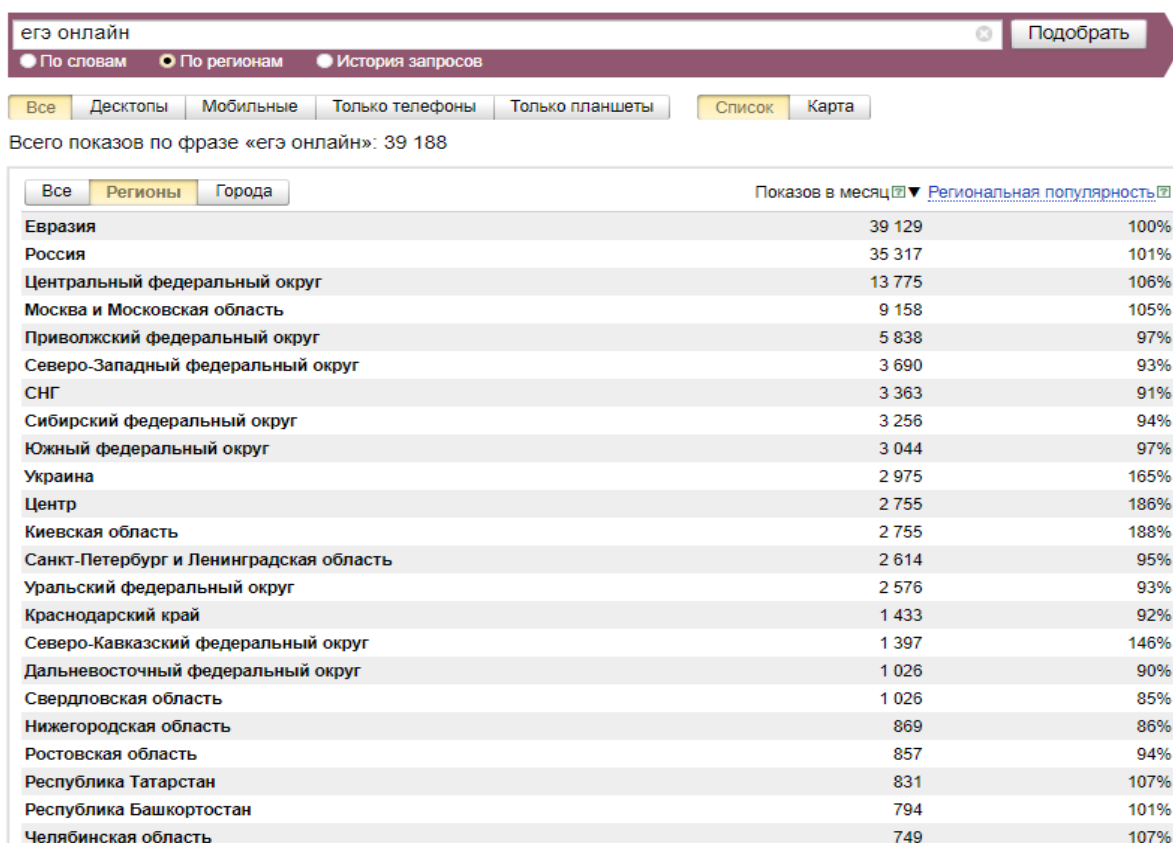 егэ онлайн Подобрать
По словам По регионам История запросов
Все Десктопы Мобильные Только телефоны Только планшеты Список Карта
Всего показов по фразе «егэ онлайн»: 39 188
Все Регионы Города Показов в месяц ? ▼ Региональная популярность ?
Евразия 39 129 100%
Россия 35 317 101%
Центральный федеральный округ 13 775 106%
Москва и Московская область 9 158 105%
Приволжский федеральный округ 5 838 97%
Северо-Западный федеральный округ 3 690 93%
СНГ 3 363 91%
Сибирский федеральный округ 3 256 94%
Южный федеральный округ 3 044 97%
Украина 2 975 165%
Центр 2 755 186%
Киевская область 2 755 188%
Санкт-Петербург и Ленинградская область 2 614 95%
Уральский федеральный округ 2 576 93%
Краснодарский край 1 433 92%
Северо-Кавказский федеральный округ 1 397 146%
Дальневосточный федеральный округ 1 026 90%
Свердловская область 1 026 85%
Нижегородская область 869 86%
Ростовская область 857 94%
Республика Татарстан 831 107%
Республика Башкортостан 794 101%
Челябинская область 749 107%